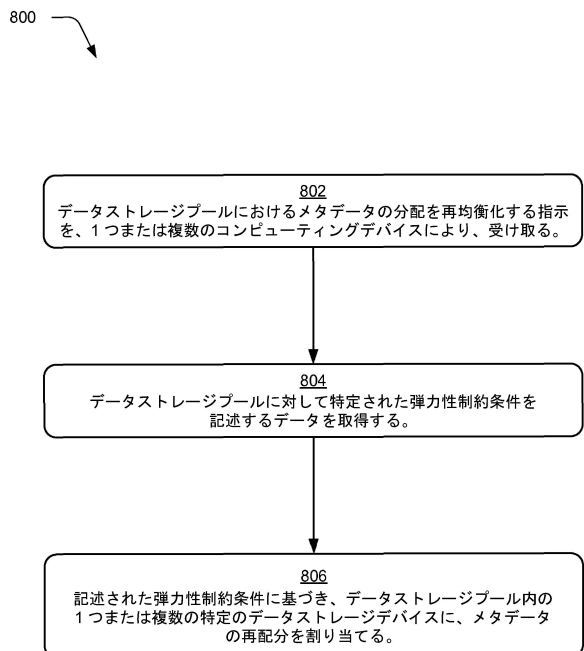 800
802
データストレージプールにおけるメタデータの分配を再均衡化する指示
を、１つまたは複数のコンピューティングデバイスにより、受け取る。
804
データストレージプールに対して特定された弾力性制約条件を
記述するデータを取得する。
806
記述された弾力性制約条件に基づき、データストレージプール内の
１つまたは複数の特定のデータストレージデバイスに、メタデータ
の再配分を割り当てる。